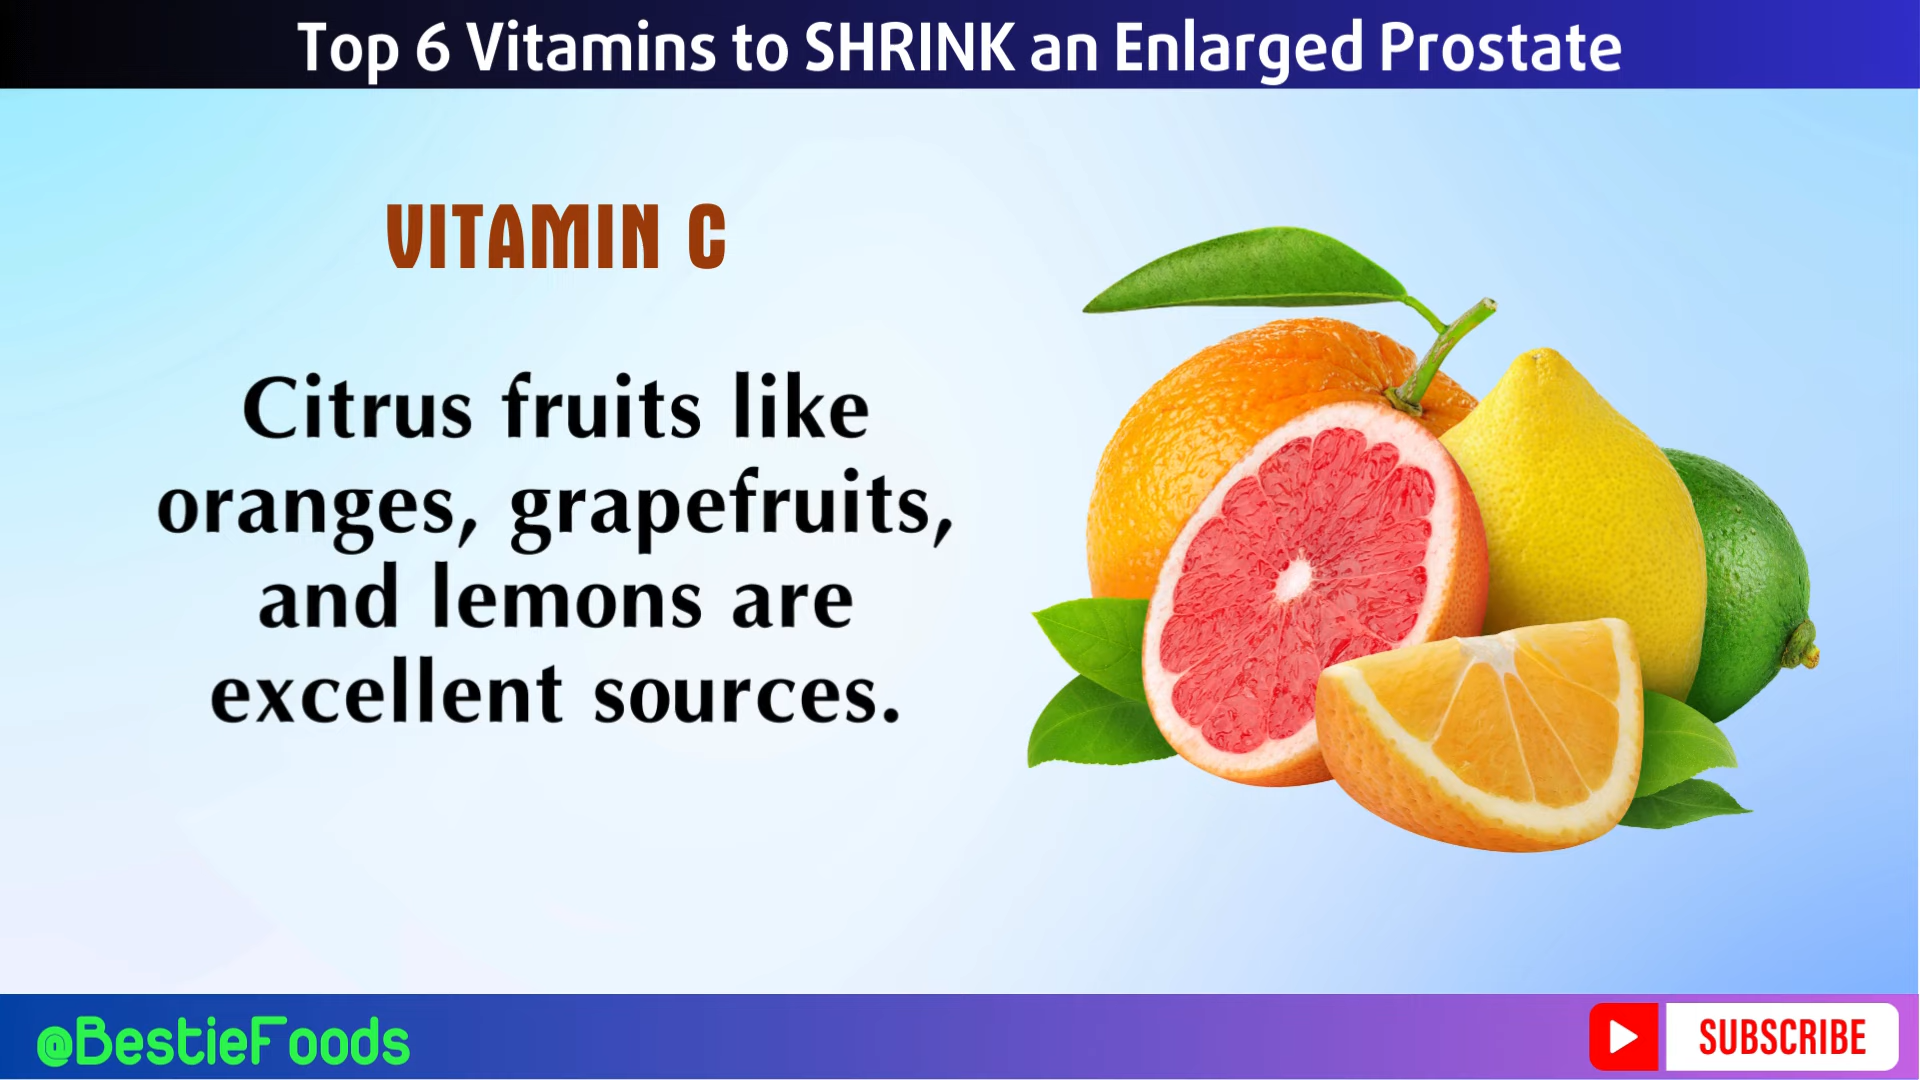 Top 6 Vitamins to SHRINK an Enlarged Prostate
VITAMIN C
Citrus fruits like
oranges, grapefruits,
and lemons are
excellent sources.
@BestieFoods
SUBSCRIBE